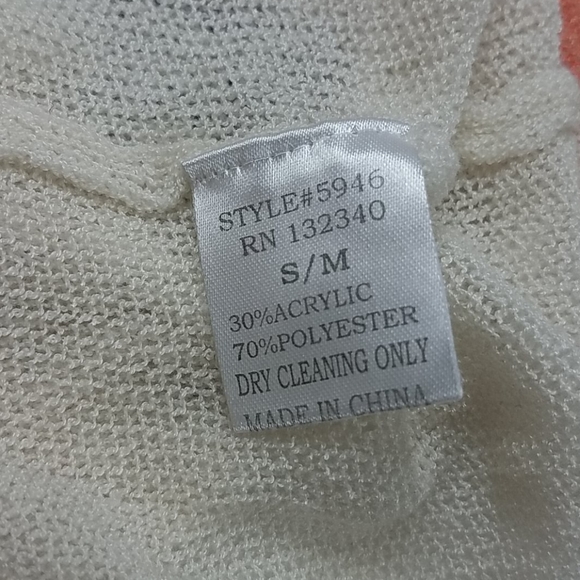 STYLE#5946
RN 132340
S/M
30%ACRYLIC
70%POLYESTER
DRY CLEANING ONLY
MADE IN CHINA